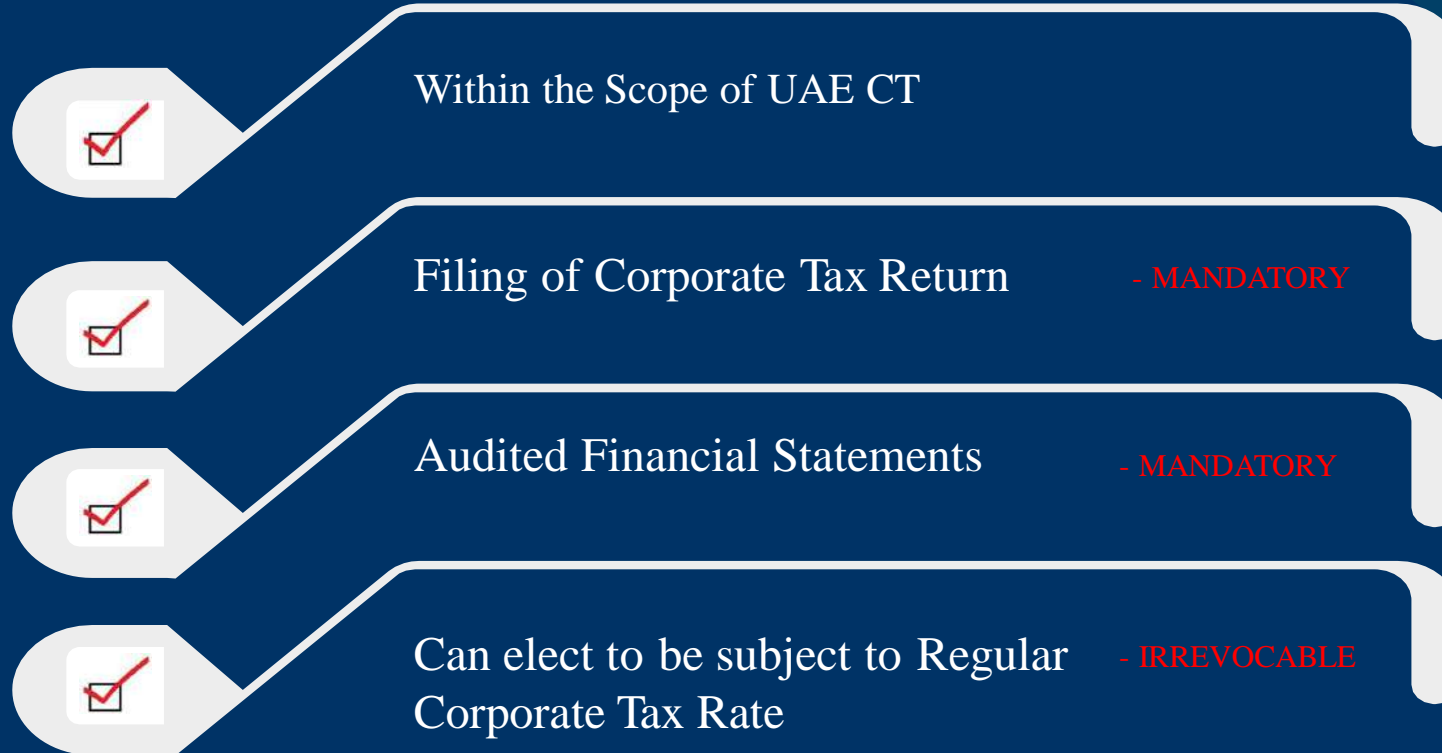 Within the Scope of UAE CT
Filing of Corporate Tax Return - MANDATORY
Audited Financial Statements - MANDATORY
Can elect to be subject to Regular - IRREVOCABLE
Corporate Tax Rate